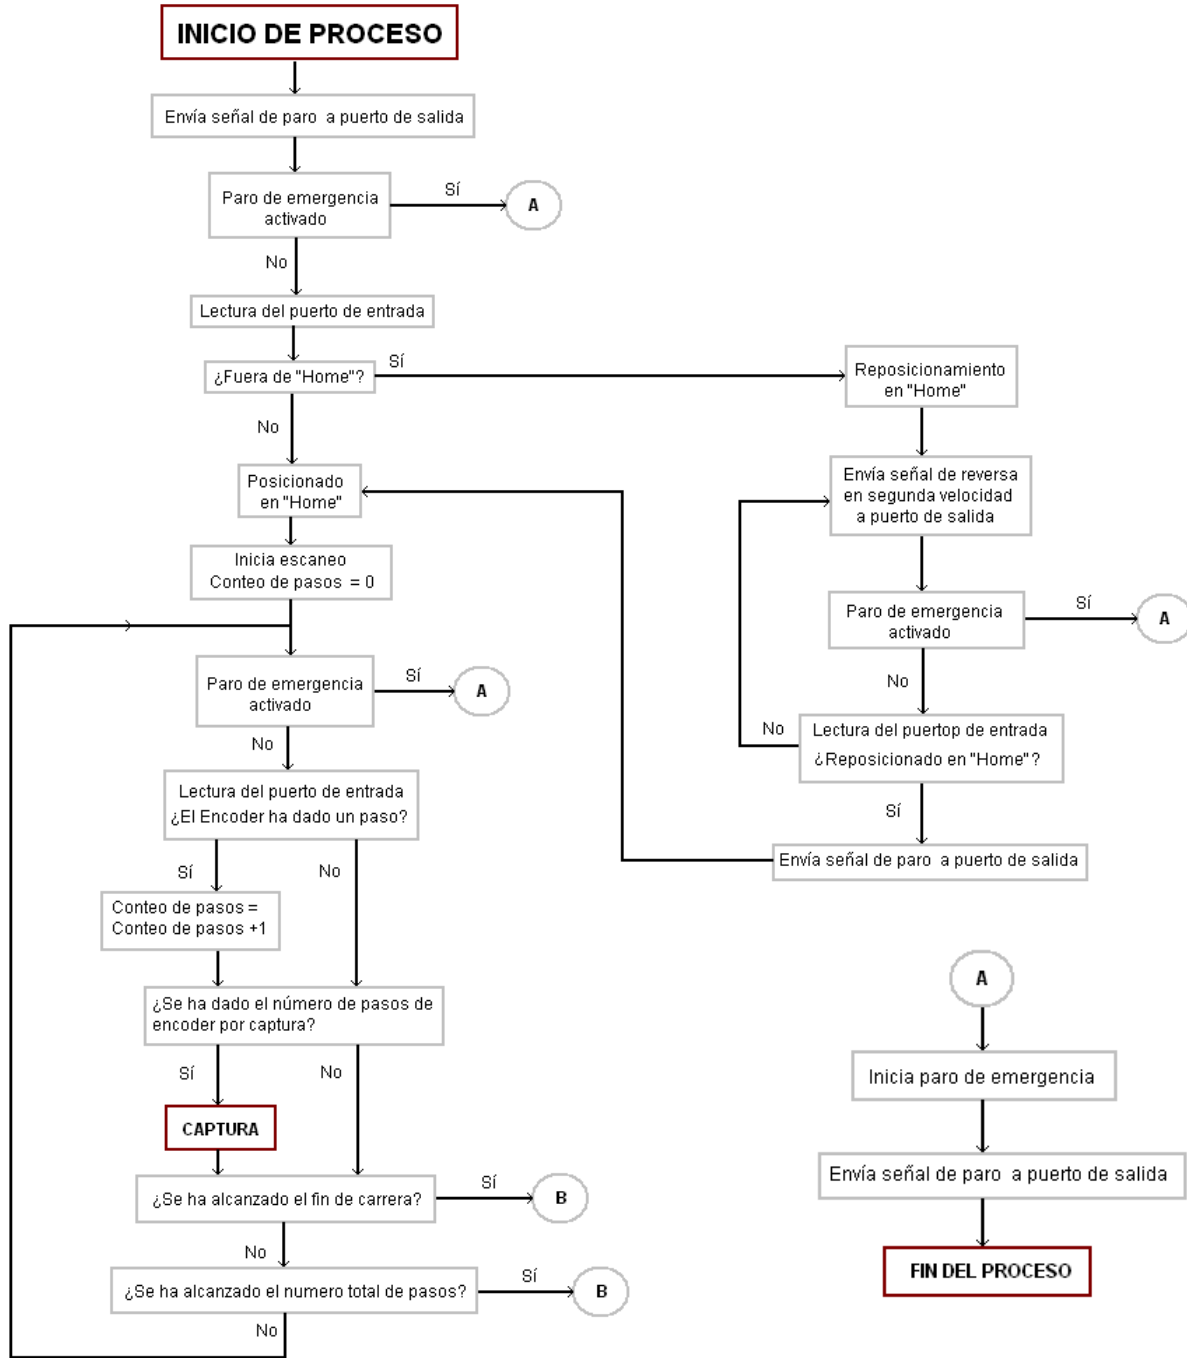 INICIO DE PROCESO
Envía señal de paro a puerto de salida
Paro de emergencia
activado
Sí
A
No
Lectura del puerto de entrada
¿Fuera de "Home"?
Sí
No
Posicionado
en "Home"
Inicia escaneo
Conteo de pasos = 0
Paro de emergencia
activado
Sí
A
No
Lectura del puerto de entrada
¿El Encoder ha dado un paso?
Sí
No
Conteo de pasos =
Conteo de pasos +1
¿Se ha dado el número de pasos de
encoder por captura?
Sí
No
CAPTURA
¿Se ha alcanzado el fin de carrera?
Sí
B
No
¿Se ha alcanzado el numero total de pasos?
Sí
B
No
Reposicionamiento
en "Home"
Envía señal de reversa
en segunda velocidad
a puerto de salida
Paro de emergencia
activado
Sí
A
No
Lectura del puertop de entrada
¿Reposicionado en "Home"?
No
Sí
Envía señal de paro a puerto de salida
A
Inicia paro de emergencia
Envía señal de paro a puerto de salida
FIN DEL PROCESO